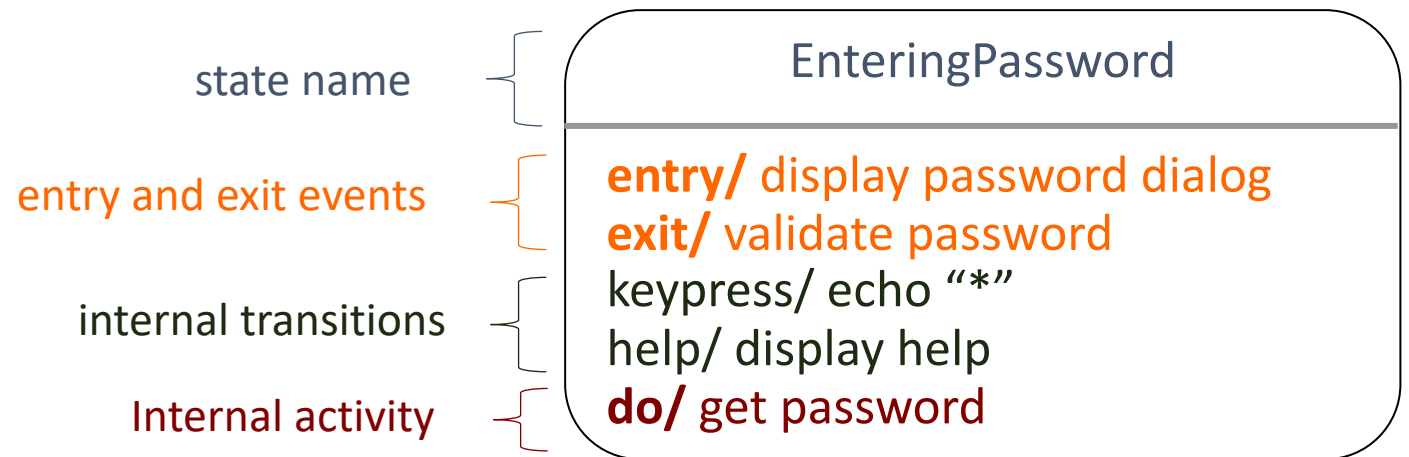 state name
EnteringPassword
entry and exit events
entry/ display password dialog
exit/ validate password
internal transitions
keypress/ echo “*”
help/ display help
Internal activity
do/ get password